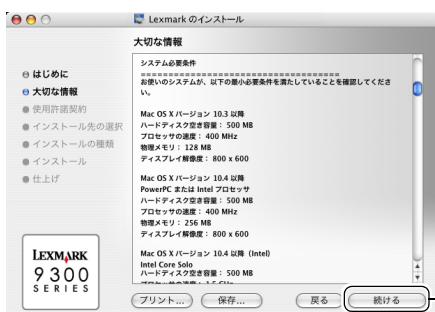 Lexmark のインストール
大切な情報
はじめに
大切な情報
使用許諾契約
インストール先の選択
インストールの種類
インストール
仕上げ
システム必要条件
=====================================
お使いのシステムが、以下の最小必要条件を満たしていることを確認してくださ
い。
Mac OS X バージョン 10.3 以降
ハードディスク空き容量： 500 MB
プロセッサの速度： 400 MHz
物理メモリ： 128 MB
ディスプレイ解像度： 800 x 600
Mac OS X バージョン 10.4 以降
PowerPC または Intel プロセッサ
ハードディスク空き容量： 500 MB
プロセッサの速度： 400 MHz
物理メモリ： 256 MB
ディスプレイ解像度： 800 x 600
Mac OS X バージョン 10.4 以降（Intel）
Intel Core Solo
ハードディスク空き容量： 500 MB
LEXMARK
9300
SERIES
プリント...
保存...
戻る
続ける